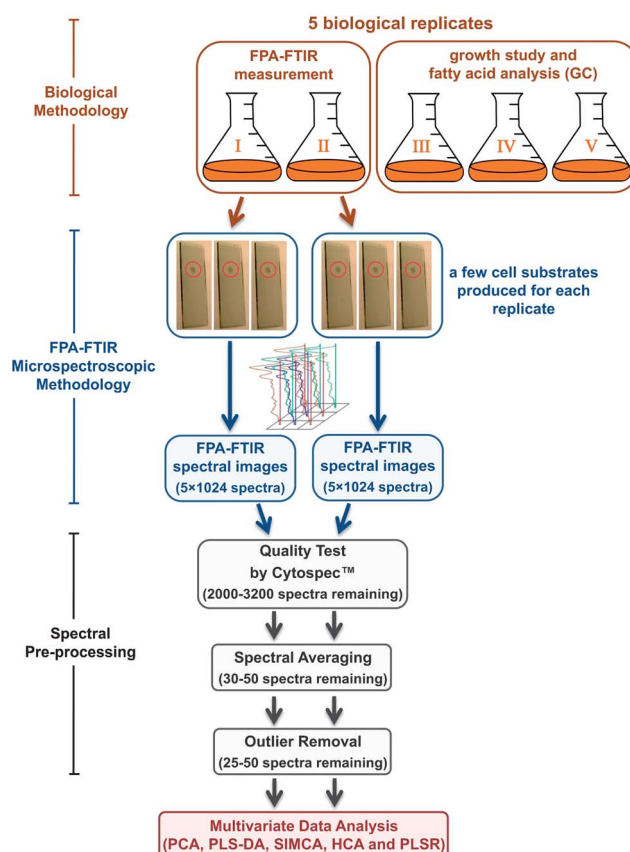 5 biological replicates
FPA-FTIR
measurement
growth study and
fatty acid analysis (GC)
Biological
Methodology
I
II
III
IV
V
a few cell substrates
produced for each
replicate
FPA-FTIR
Microspectroscopic
Methodology
FPA-FTIR
spectral images
(5×1024 spectra)
FPA-FTIR
spectral images
(5×1024 spectra)
Quality Test
by Cytospec™
(2000-3200 spectra remaining)
Spectral
Pre-processing
Spectral Averaging
(30-50 spectra remaining)
Outlier Removal
(25-50 spectra remaining)
Multivariate Data Analysis
(PCA, PLS-DA, SIMCA, HCA and PLSR)